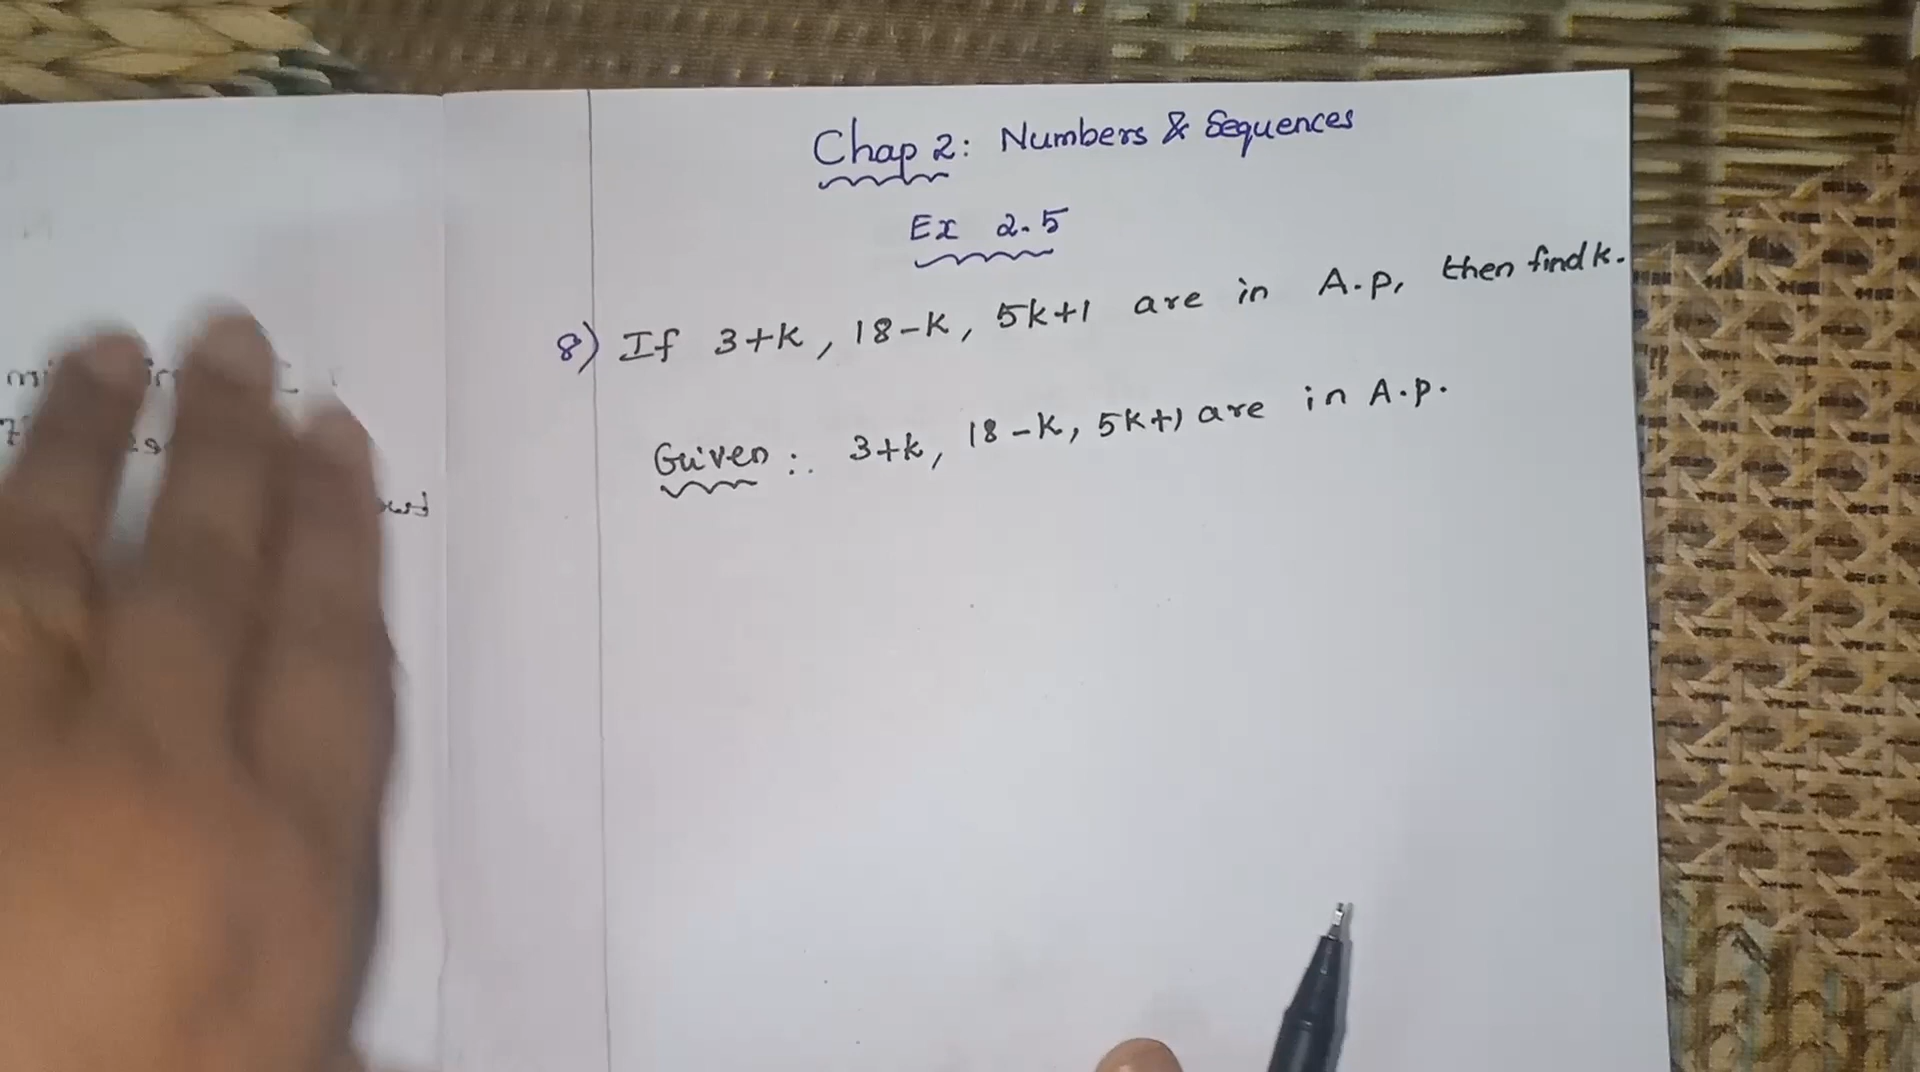 Chap 2: Numbers & Sequences
Ex 2.5
8) If 3+k, 18-k, 5k+1 are in A.p, then find k.
Given: 3+k, 18-k, 5k+1 are in A.p.